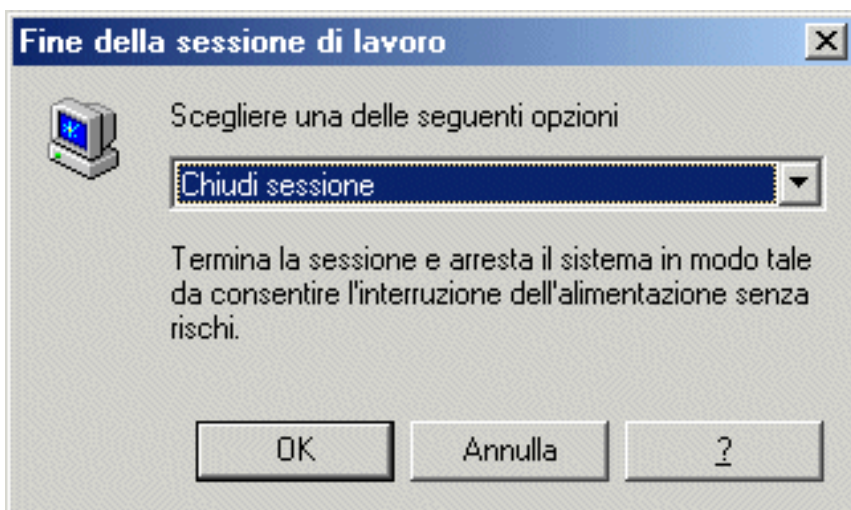 Fine della sessione di lavoro
Scegliere una delle seguenti opzioni
Chiudi sessione
Termina la sessione e arresta il sistema in modo tale
da consentire l'interruzione dell'alimentazione senza
rischi.
OK Annulla ?